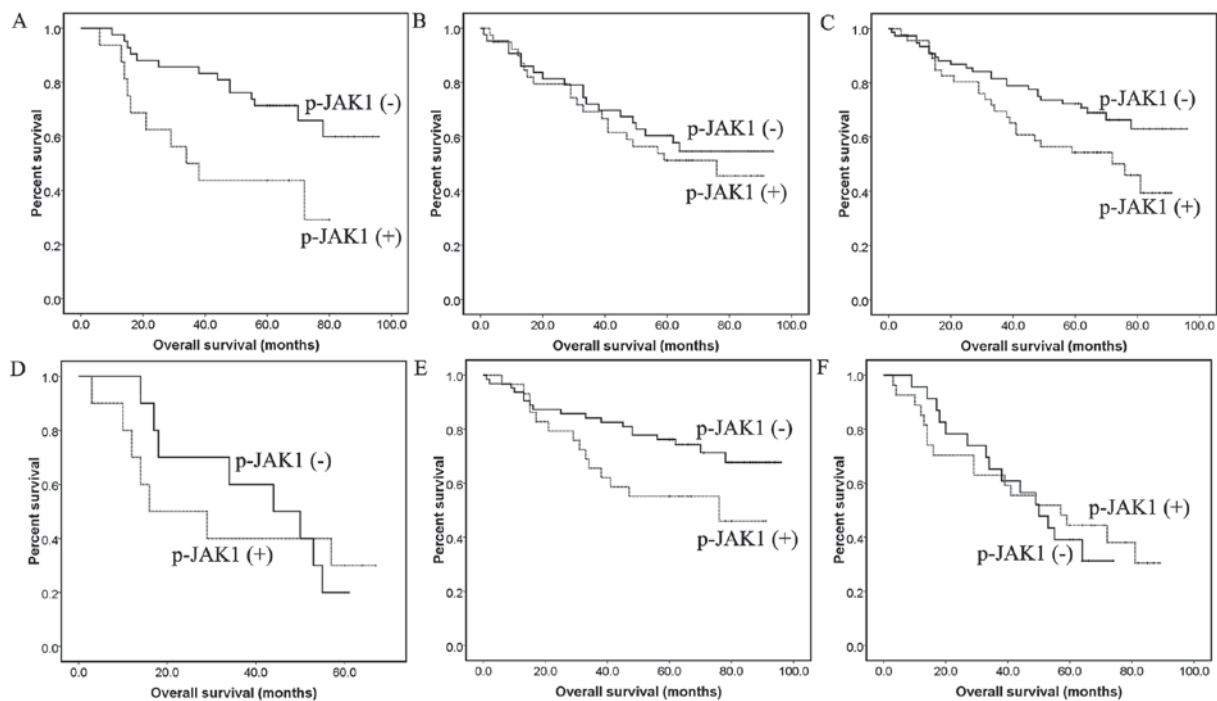 A
Percent survival
1.0
0.8
0.6
0.4
0.2
0.0
p-JAK1 (-)
p-JAK1 (+)
0.0 20.0 40.0 60.0 80.0 100.0
Overall survival (months)
B
Percent survival
1.0
0.8
0.6
0.4
0.2
0.0
p-JAK1 (-)
p-JAK1 (+)
0.0 20.0 40.0 60.0 80.0 100.0
Overall survival (months)
C
Percent survival
1.0
0.8
0.6
0.4
0.2
0.0
p-JAK1 (-)
p-JAK1 (+)
0.0 20.0 40.0 60.0 80.0 100.0
Overall survival (months)
D
Percent survival
1.0
0.8
0.6
0.4
0.2
0.0
p-JAK1 (-)
p-JAK1 (+)
0.0 20.0 40.0 60.0
Overall survival (months)
E
Percent survival
1.0
0.8
0.6
0.4
0.2
0.0
p-JAK1 (-)
p-JAK1 (+)
0.0 20.0 40.0 60.0 80.0 100.0
Overall survival (months)
F
Percent survival
1.0
0.8
0.6
0.4
0.2
0.0
p-JAK1 (+)
p-JAK1 (-)
0.0 20.0 40.0 60.0 80.0 100.0
Overall survival (months)